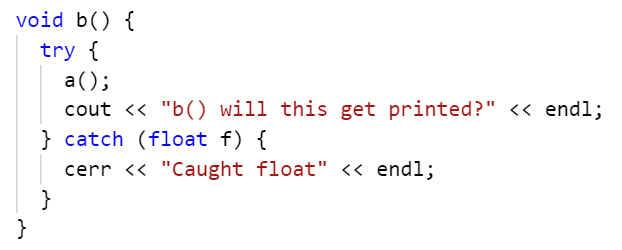 void b() {
  try {
    a();
    cout << "b() will this get printed?" << endl;
  } catch (float f) {
    cerr << "Caught float" << endl;
  }
}